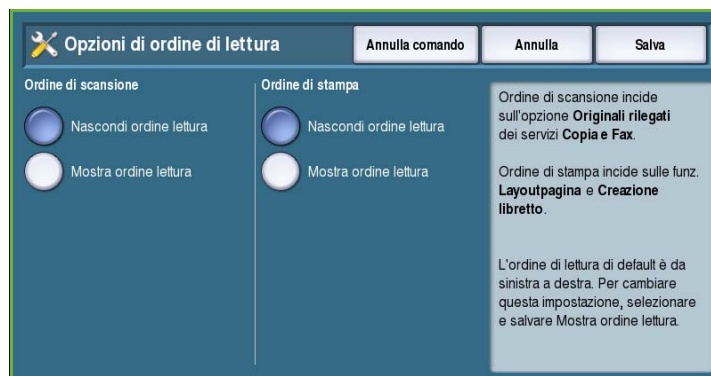 Opzioni di ordine di lettura
Annulla comando
Annulla
Salva
Ordine di scansione
Nascondi ordine lettura
Mostra ordine lettura
Ordine di stampa
Nascondi ordine lettura
Mostra ordine lettura
Ordine di scansione incide
sull'opzione Originali rilegati
dei servizi Copia e Fax.
Ordine di stampa incide sulle funz.
Layoutpagina e Creazione
libretto.
L'ordine di lettura di default è da
sinistra a destra. Per cambiare
questa impostazione, selezionare
e salvare Mostra ordine lettura.